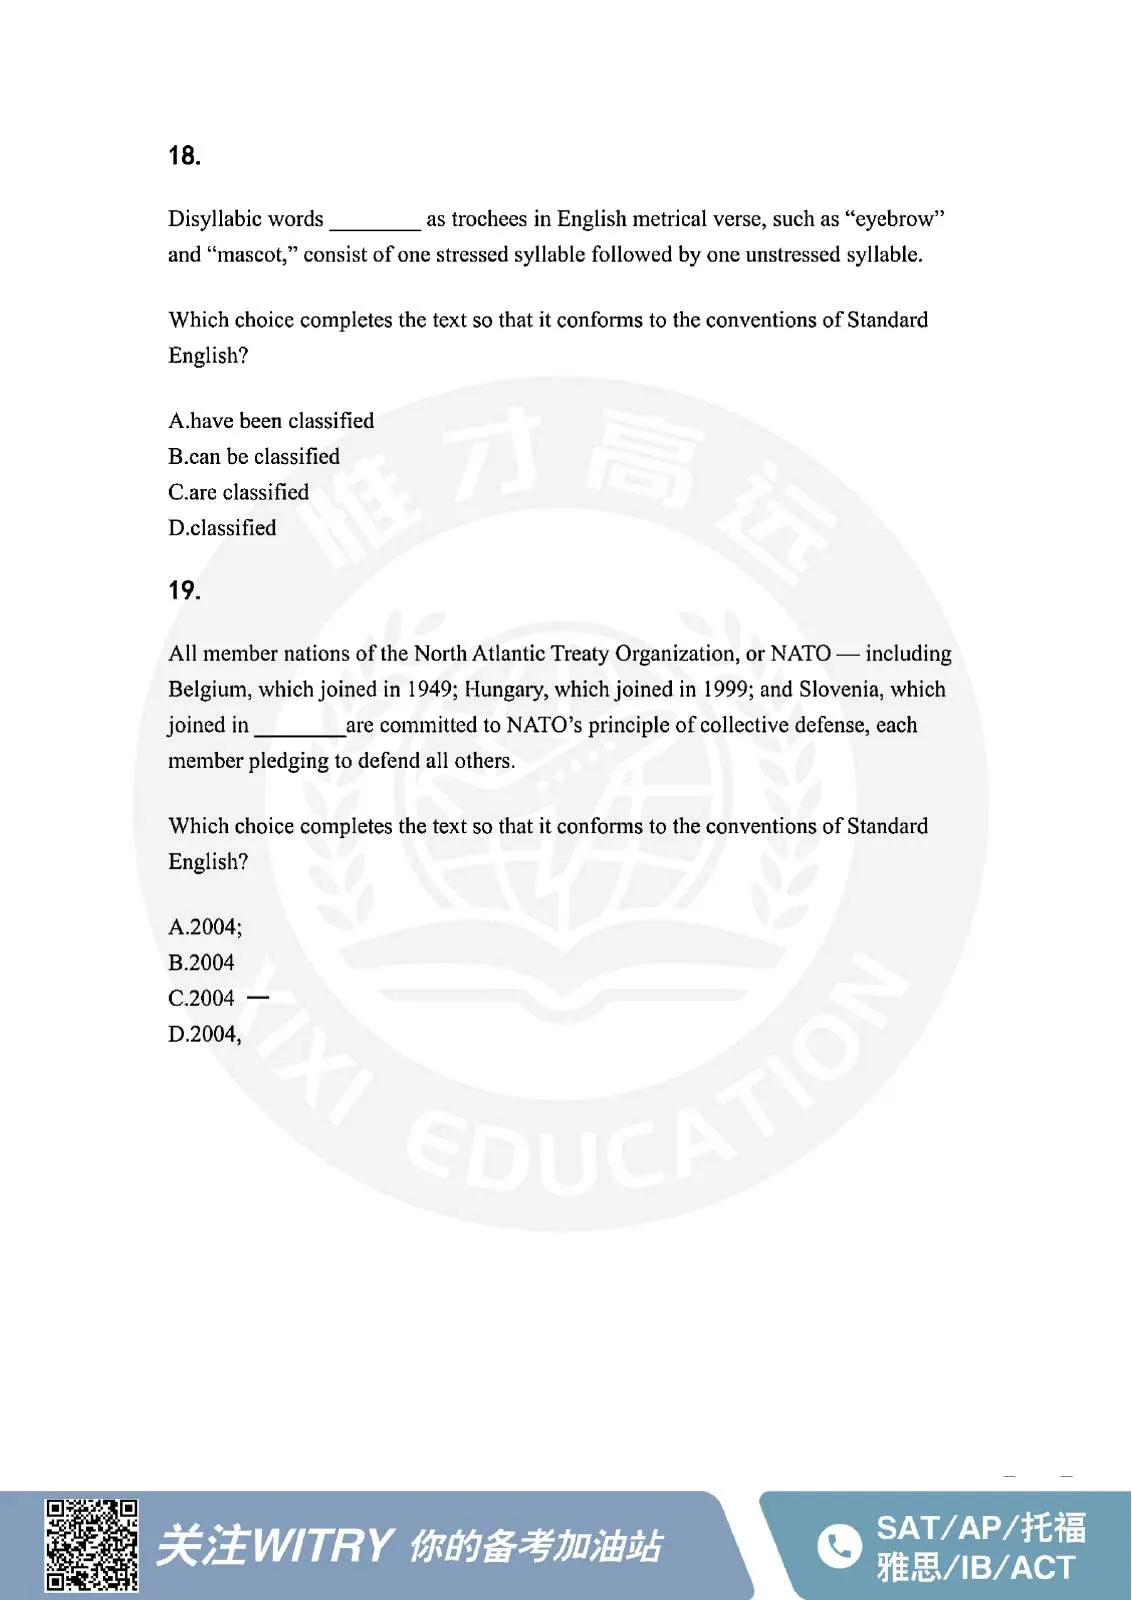 18.
Disyllabic words ________ as trochees in English metrical verse, such as “eyebrow”
and “mascot,” consist of one stressed syllable followed by one unstressed syllable.
Which choice completes the text so that it conforms to the conventions of Standard
English?
A.have been classified
B.can be classified
C.are classified
D.classified
19.
All member nations of the North Atlantic Treaty Organization, or NATO — including
Belgium, which joined in 1949; Hungary, which joined in 1999; and Slovenia, which
joined in ________are committed to NATO’s principle of collective defense, each
member pledging to defend all others.
Which choice completes the text so that it conforms to the conventions of Standard
English?
A.2004;
B.2004
C.2004 —
D.2004,
惟才高远
YIXI EDUCATION
关注WITRY 你的备考加油站
SAT/AP/托福
雅思/IB/ACT